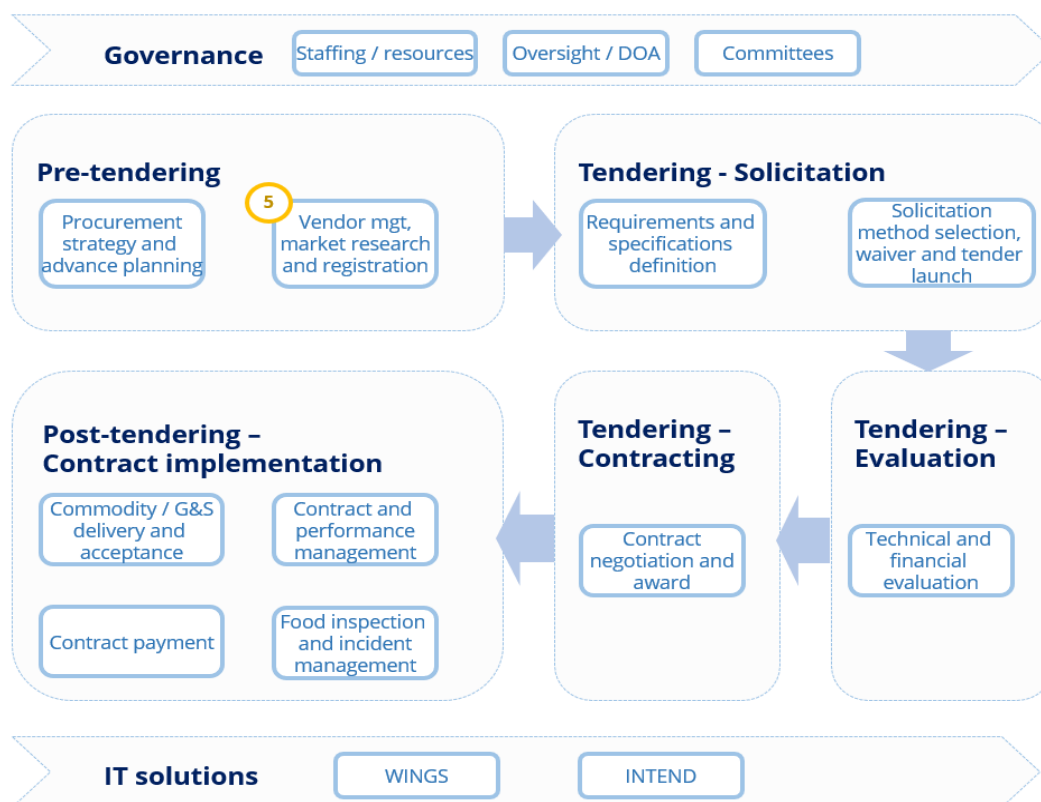 Governance
Staffing / resources
Oversight / DOA
Committees
Pre-tendering
5
Procurement
strategy and
advance planning
Vendor mgt,
market research
and registration
Tendering - Solicitation
Requirements and
specifications
definition
Solicitation
method selection,
waiver and tender
launch
Post-tendering –
Contract implementation
Commodity / G&S
delivery and
acceptance
Contract and
performance
management
Contract payment
Food inspection
and incident
management
Tendering –
Contracting
Contract
negotiation and
award
Tendering –
Evaluation
Technical and
financial
evaluation
IT solutions
WINGS
INTEND